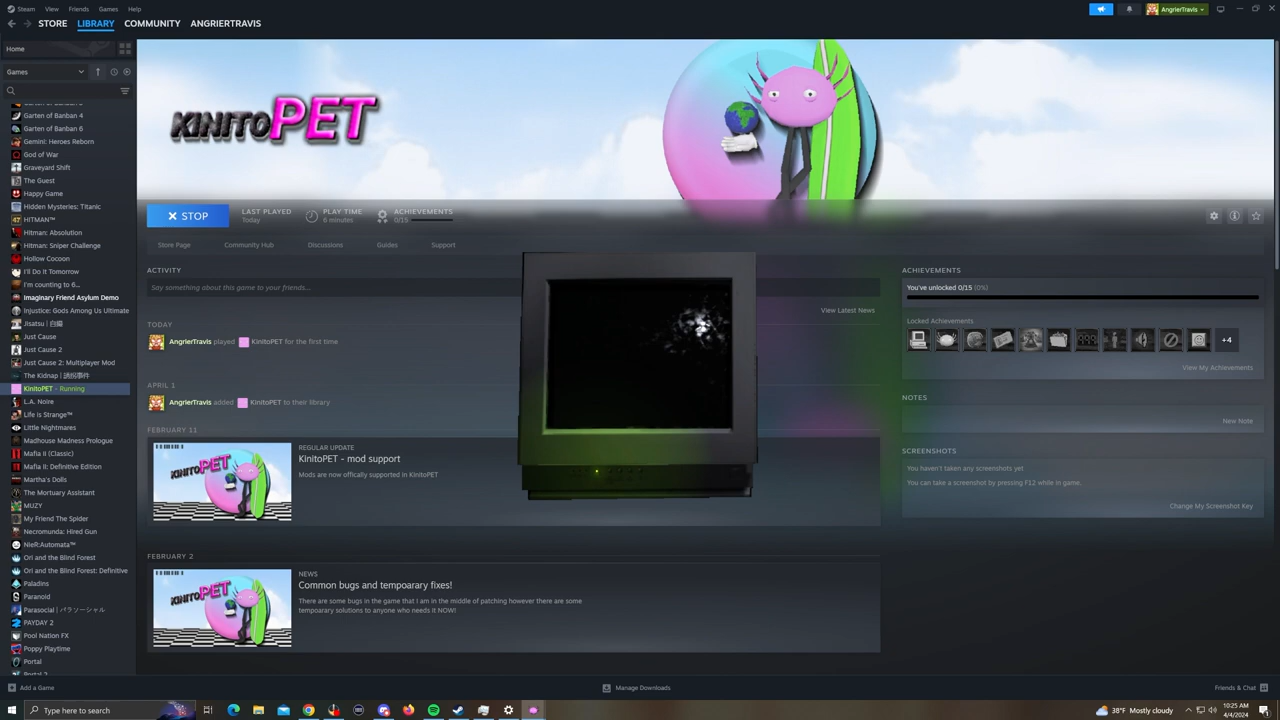 Steam View Friends Games Help
AngrierTravis
STORE LIBRARY COMMUNITY ANGRIERTRAVIS
Home
Games
Garten of Banban 4
Garten of Banban 6
Gemini: Heroes Reborn
God of War
Graveyard Shift
The Guest
Happy Game
Hidden Mysteries: Titanic
HITMAN™
Hitman: Absolution
Hitman: Sniper Challenge
Hollow Cocoon
I'll Do It Tomorrow
I'm counting to 6...
Imaginary Friend Asylum Demo
Injustice: Gods Among Us Ultimate
Jisatsu | 自殺
Just Cause
Just Cause 2
Just Cause 2: Multiplayer Mod
The Kidnap | 誘拐事件
KinitoPET - Running
L.A. Noire
Life is Strange™
Little Nightmares
Madhouse Madness Prologue
Mafia II (Classic)
Mafia II: Definitive Edition
Martha's Dolls
The Mortuary Assistant
MUZY
My Friend The Spider
Necromunda: Hired Gun
NieR:Automata™
Ori and the Blind Forest
Ori and the Blind Forest: Definitive
Paladins
Paranoid
Parasocial | パラソーシャル
PAYDAY 2
Pool Nation FX
Poppy Playtime
Portal
KINITOPET
STOP
LAST PLAYED
Today
PLAY TIME
6 minutes
ACHIEVEMENTS
0/15
Store Page Community Hub Discussions Guides Support
ACTIVITY
Say something about this game to your friends...
View Latest News
TODAY
AngrierTravis played KinitoPET for the first time
APRIL 1
AngrierTravis added KinitoPET to their library
FEBRUARY 11
KINITOPET
REGULAR UPDATE
KinitoPET - mod support
Mods are now offically supported in KinitoPET
FEBRUARY 2
KINITOPET
NEWS
Common bugs and tempoarary fixes!
There are some bugs in the game that I am in the middle of patching however there are some
tempoarary solutions to anyone who needs it NOW!
ACHIEVEMENTS
You've unlocked 0/15 (0%)
Locked Achievements
+4
View My Achievements
NOTES
New Note
SCREENSHOTS
You haven't taken any screenshots yet
You can take a screenshot by pressing F12 while in game.
Change My Screenshot Key
Add a Game
Manage Downloads
Friends & Chat
Type here to search
38°F Mostly cloudy
10:25 AM
4/4/2024